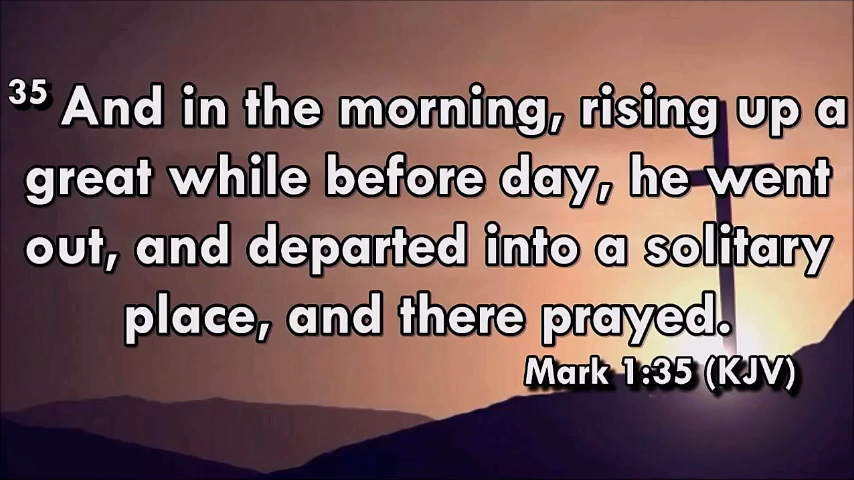 35 And in the morning, rising up a
great while before day, he went
out, and departed into a solitary
place, and there prayed.
Mark 1:35 (KJV)